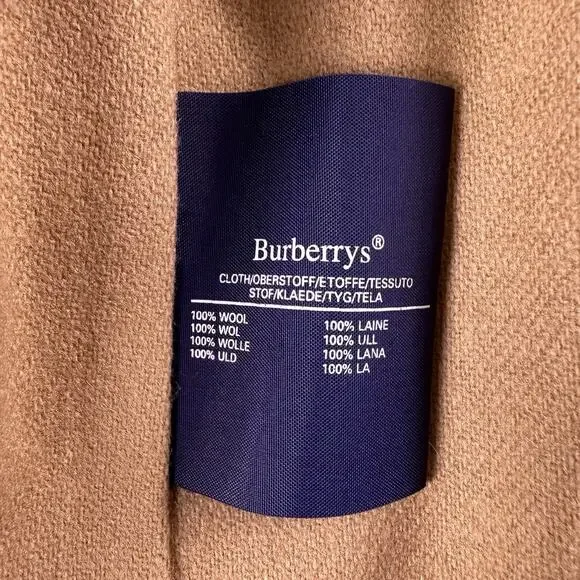 Burberrys®
CLOTH/OBERSTOFF/ETOFFE/TESSUTO
STOF/KLAEDE/TYG/TELA
100% WOOL
100% WOL
100% WOLLE
100% ULD
100% LAINE
100% ULL
100% LANA
100% LA